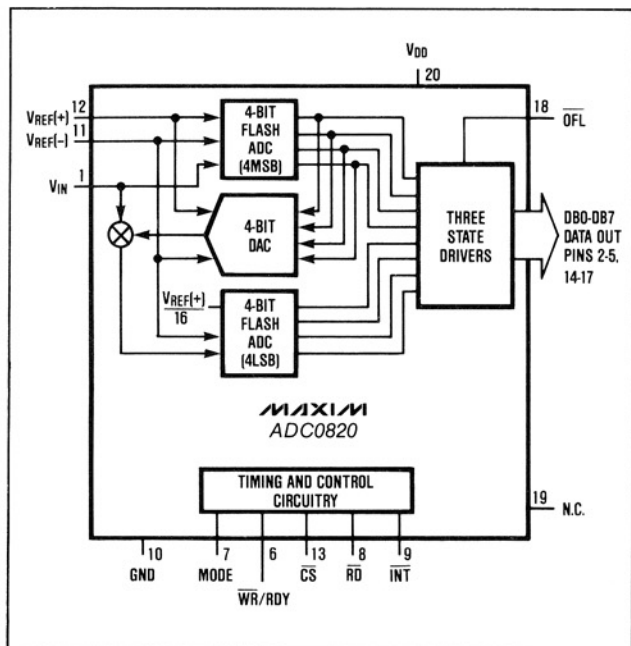 VDD
20
12
VREF(+)
11
VREF(-)
1
VIN
4-BIT
FLASH
ADC
(4MSB)
4-BIT
DAC
VREF(+)
16
4-BIT
FLASH
ADC
(4LSB)
THREE
STATE
DRIVERS
18
OFL
DB0-DB7
DATA OUT
PINS 2-5,
14-17
MAXIM
ADC0820
TIMING AND CONTROL
CIRCUITRY
19
N.C.
10
GND
7
MODE
6
WR/RDY
13
CS
8
RD
9
INT